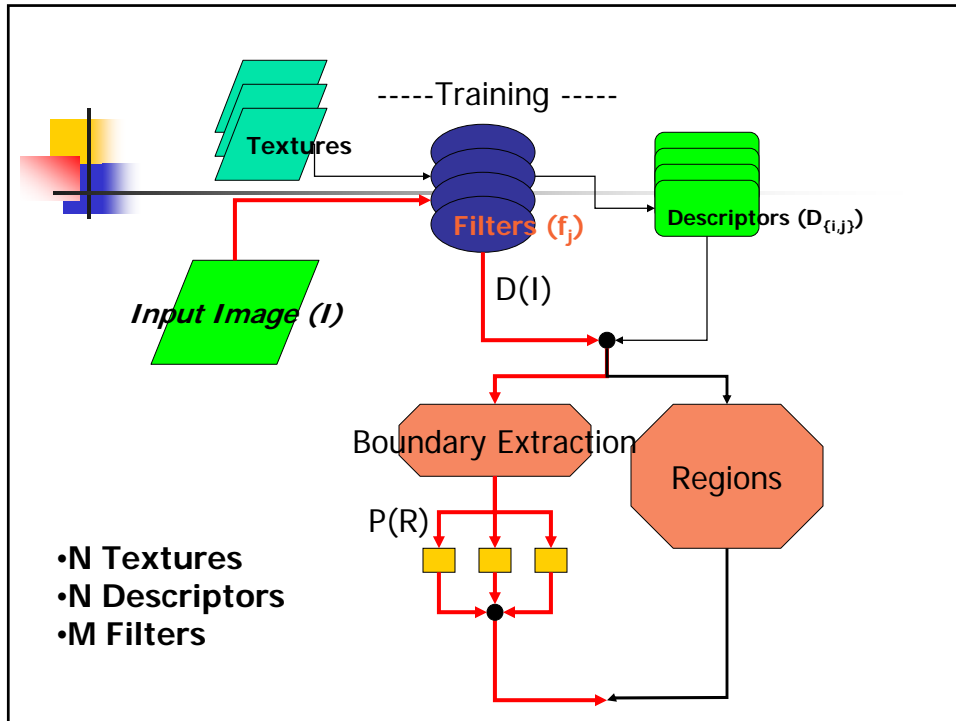 -----Training -----
Textures
Filters (fj)
Descriptors (D{i,j})
Input Image (I)
D(I)
Boundary Extraction
Regions
P(R)
•N Textures
•N Descriptors
•M Filters